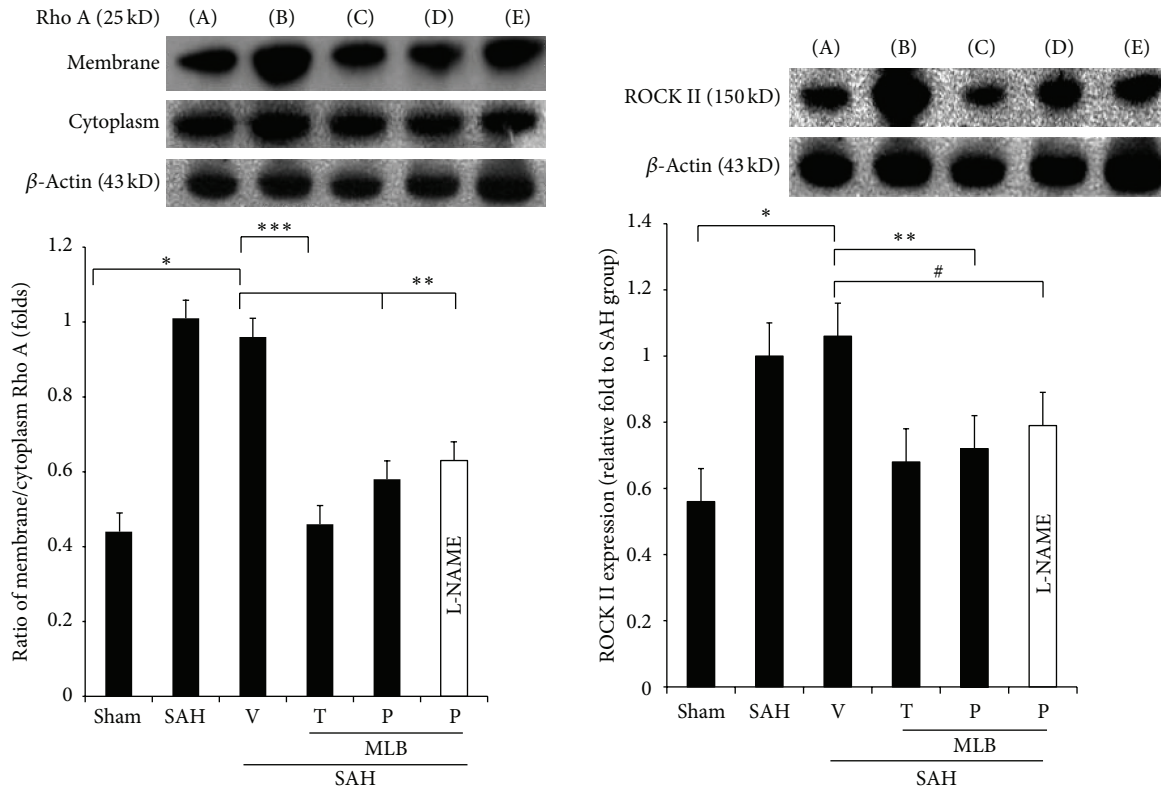 Rho A (25 kD) (A) (B) (C) (D) (E)
Membrane
Cytoplasm
β-Actin (43 kD)
***
*
**
1.2
1
0.8
0.6
0.4
0.2
0
Ratio of membrane/cytoplasm Rho A (folds)
L-NAME
Sham SAH V T P P
MLB
SAH
(A) (B) (C) (D) (E)
ROCK II (150 kD)
β-Actin (43 kD)
*
**
#
1.4
1.2
1
0.8
0.6
0.4
0.2
0
ROCK II expression (relative fold to SAH group)
L-NAME
Sham SAH V T P P
MLB
SAH